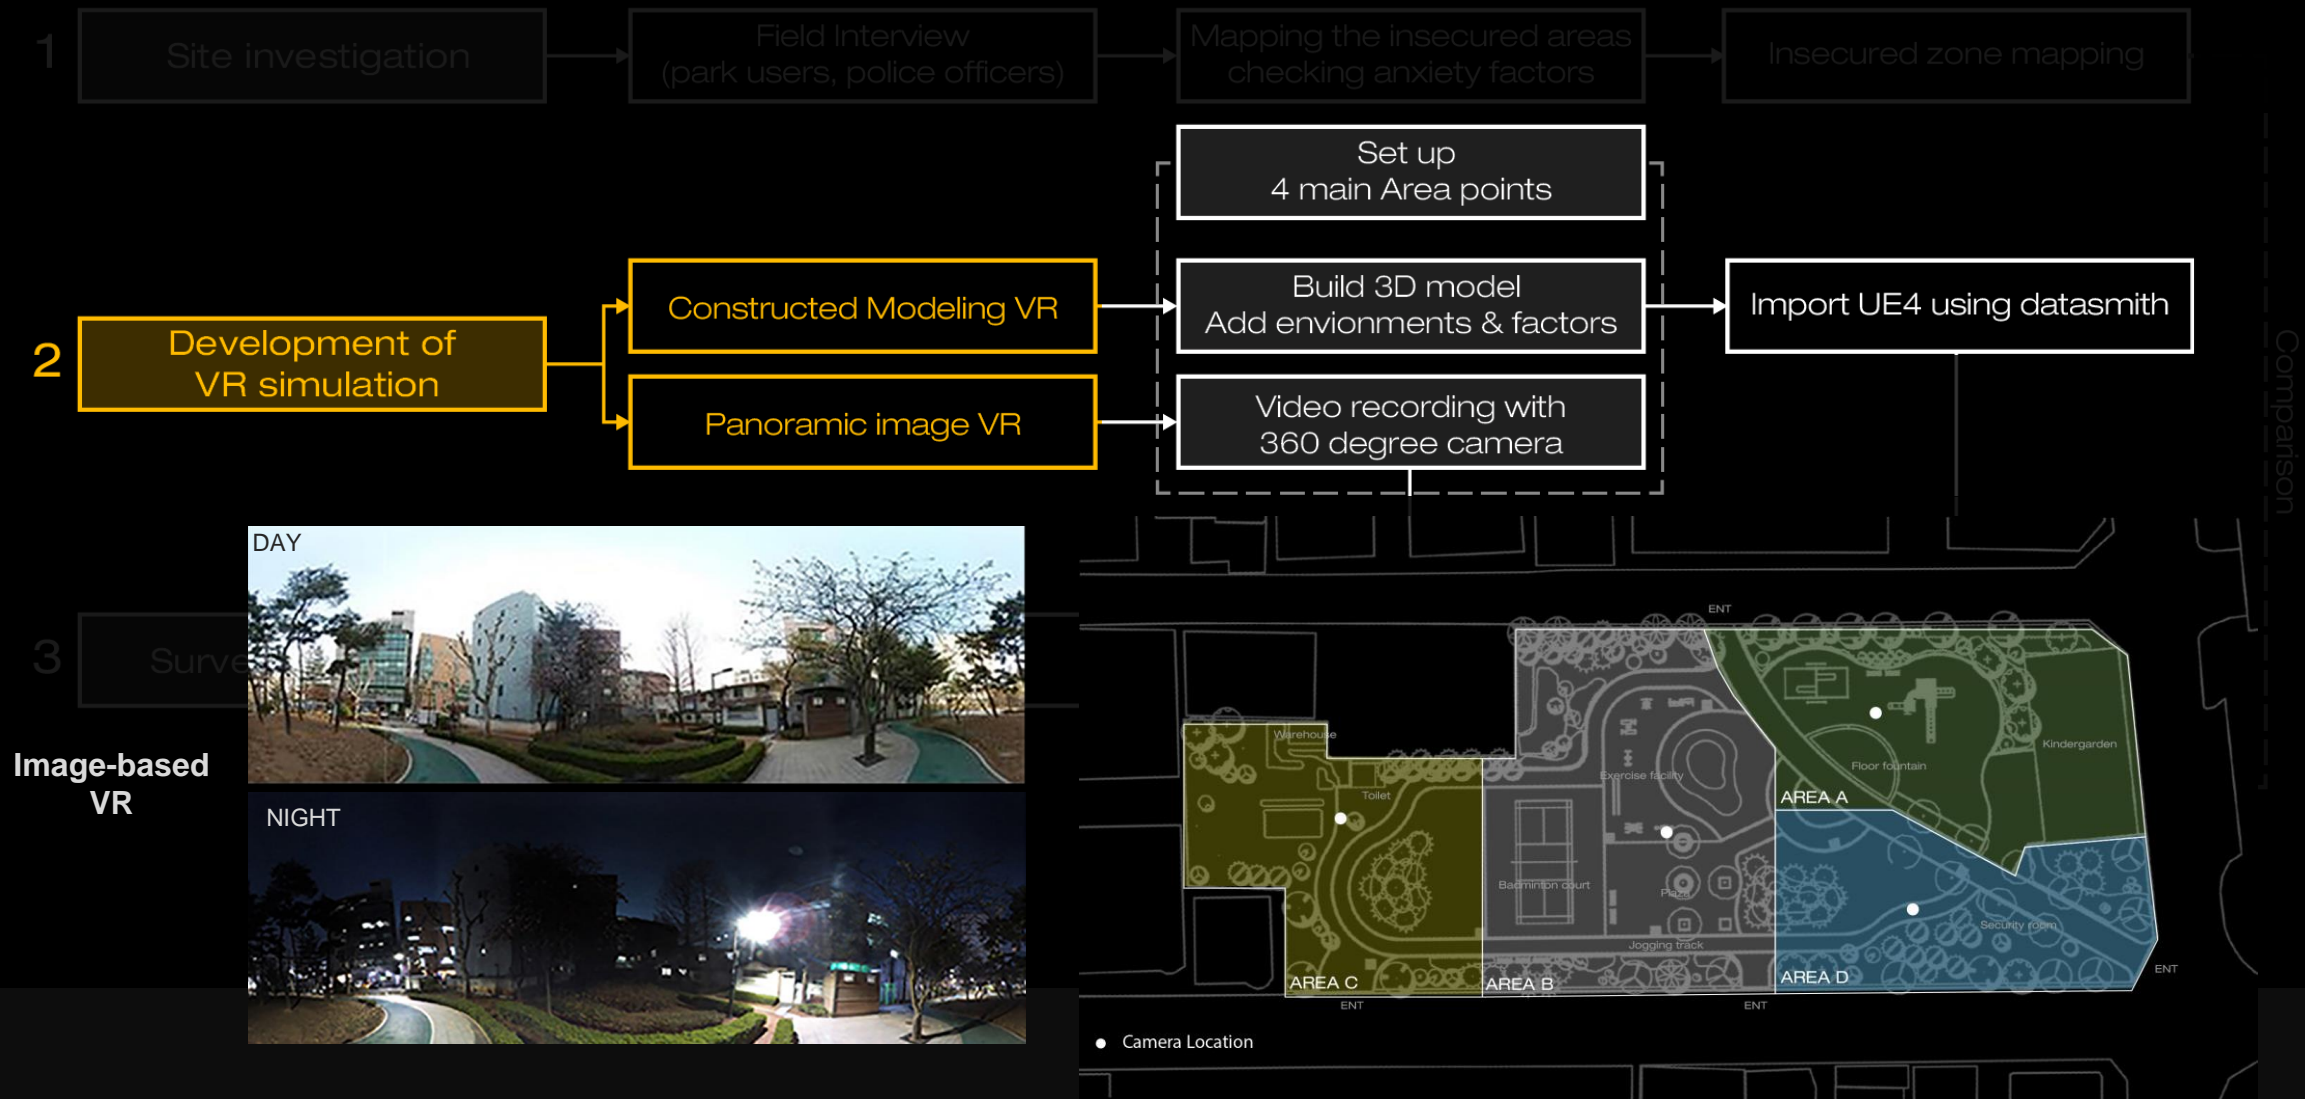 1
Site investigation
Field Interview
(park users, police officers)
Mapping the insecured areas
checking anxiety factors
Insecured zone mapping
Set up
4 main Area points
2
Development of
VR simulation
Constructed Modeling VR
Panoramic image VR
Build 3D model
Add envionments & factors
Video recording with
360 degree camera
Import UE4 using datasmith
Comparison
3
Surve
Image-based
VR
DAY
NIGHT
ENT
Warehouse
Toilet
Exercise facility
Floor fountain
Kindergarden
AREA A
Badminton court
Plaza
Jogging track
Security room
AREA C
AREA B
AREA D
ENT
ENT
ENT
Camera Location